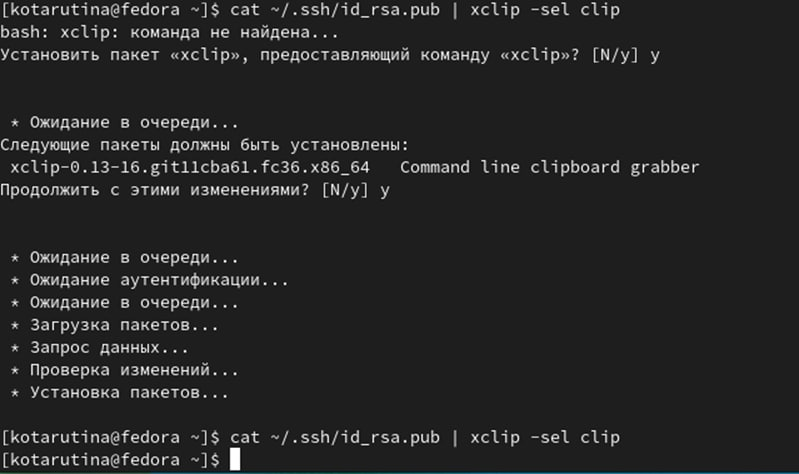 [kotarutina@fedora ~]$ cat ~/.ssh/id_rsa.pub | xclip -sel clip
bash: xclip: команда не найдена...
Установить пакет «xclip», предоставляющий команду «xclip»? [N/y] y
* Ожидание в очереди...
Следующие пакеты должны быть установлены:
xclip-0.13-16.git11cba61.fc36.x86_64   Command line clipboard grabber
Продолжить с этими изменениями? [N/y] y
* Ожидание в очереди...
* Ожидание аутентификации...
* Ожидание в очереди...
* Загрузка пакетов...
* Запрос данных...
* Проверка изменений...
* Установка пакетов...
[kotarutina@fedora ~]$ cat ~/.ssh/id_rsa.pub | xclip -sel clip
[kotarutina@fedora ~]$